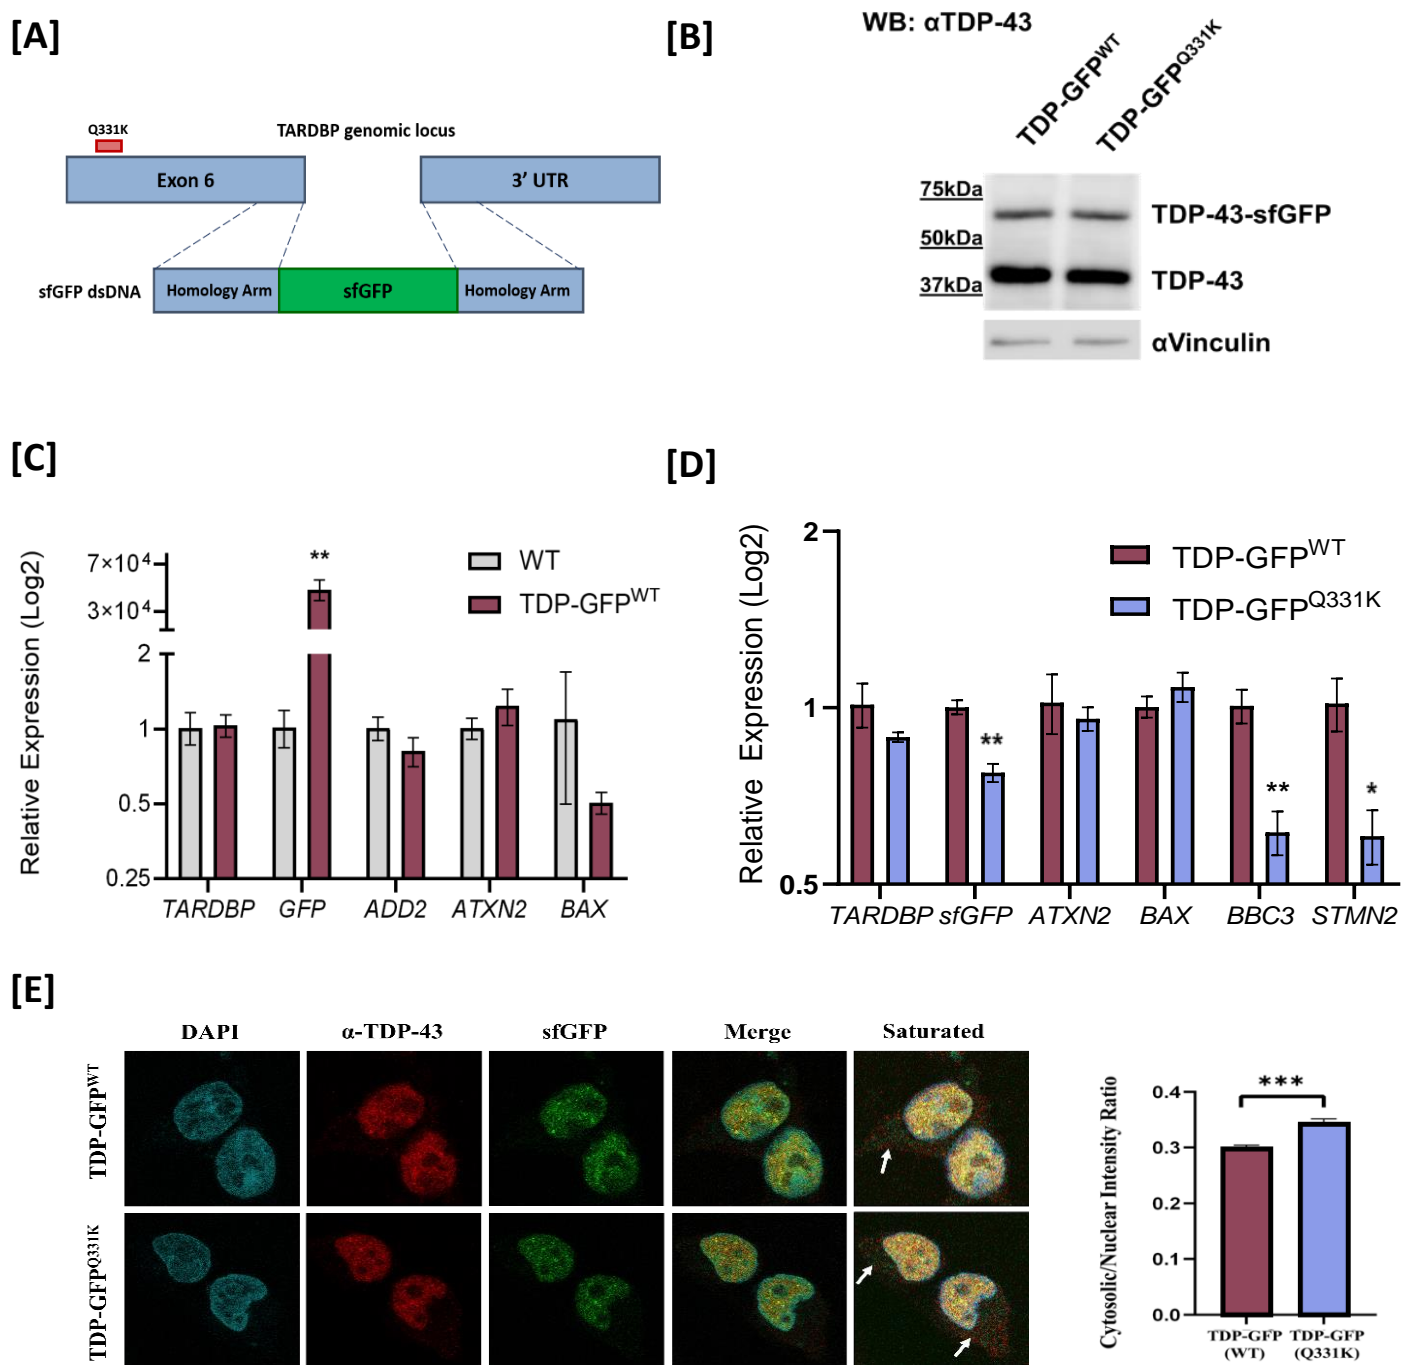 [A]
Q331K
TARDBP genomic locus
Exon 6
3’ UTR
sfGFP dsDNA
Homology Arm
sfGFP
Homology Arm
[B]
WB: αTDP-43
TDP-GFPWT
TDP-GFPQ331K
75kDa
50kDa
37kDa
TDP-43-sfGFP
TDP-43
αVinculin
[C]
Relative Expression (Log2)
7×10⁴
3×10⁴
2
1
0.5
0.25
**
WT
TDP-GFPWT
TARDBP GFP ADD2 ATXN2 BAX
[D]
Relative Expression (Log2)
2
1
0.5
TDP-GFPWT
TDP-GFPQ331K
**
**
*
TARDBP sfGFP ATXN2 BAX BBC3 STMN2
[E]
DAPI α-TDP-43 sfGFP Merge Saturated
TDP-GFPWT
TDP-GFPQ331K
Cytosolic/Nuclear Intensity Ratio
0.4
0.3
0.2
0.1
0.0
***
TDP-GFP TDP-GFP
(WT) (Q331K)